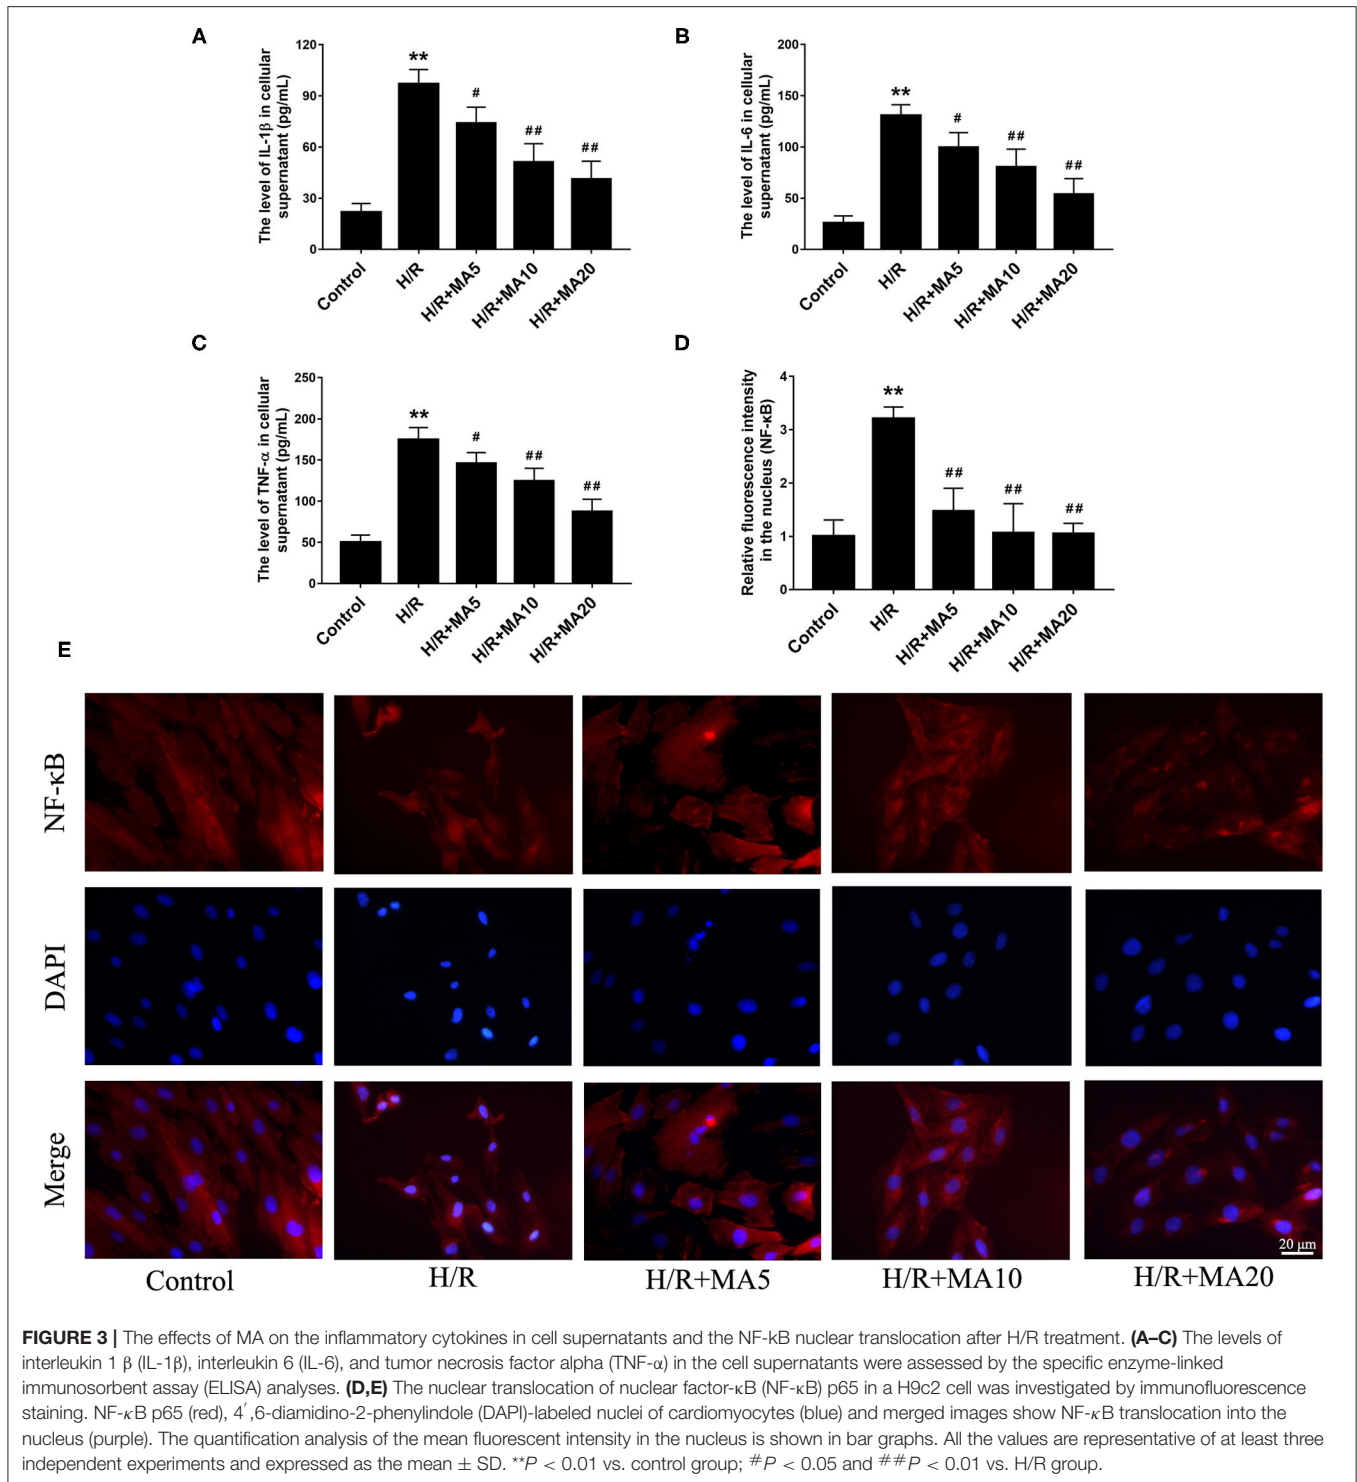 A
The level of IL-1β in cellular
supernatant (pg/mL)
120
90
60
30
0
**
#
##
##
Control
H/R
H/R+MA5
H/R+MA10
H/R+MA20
B
The level of IL-6 in cellular
supernatant (pg/mL)
200
150
100
50
0
**
#
##
##
Control
H/R
H/R+MA5
H/R+MA10
H/R+MA20
C
The level of TNF-α in cellular
supernatant (pg/mL)
250
200
150
100
50
0
**
#
##
##
Control
H/R
H/R+MA5
H/R+MA10
H/R+MA20
D
Relative fluorescence intensity
in the nucleus (NF-κB)
4
3
2
1
0
**
##
##
##
Control
H/R
H/R+MA5
H/R+MA10
H/R+MA20
E
NF-κB
DAPI
Merge
20 μm
Control
H/R
H/R+MA5
H/R+MA10
H/R+MA20
FIGURE 3 | The effects of MA on the inflammatory cytokines in cell supernatants and the NF-kB nuclear translocation after H/R treatment. (A–C) The levels of
interleukin 1 β (IL-1β), interleukin 6 (IL-6), and tumor necrosis factor alpha (TNF-α) in the cell supernatants were assessed by the specific enzyme-linked
immunosorbent assay (ELISA) analyses. (D,E) The nuclear translocation of nuclear factor-κB (NF-κB) p65 in a H9c2 cell was investigated by immunofluorescence
staining. NF-κB p65 (red), 4′,6-diamidino-2-phenylindole (DAPI)-labeled nuclei of cardiomyocytes (blue) and merged images show NF-κB translocation into the
nucleus (purple). The quantification analysis of the mean fluorescent intensity in the nucleus is shown in bar graphs. All the values are representative of at least three
independent experiments and expressed as the mean ± SD. **P < 0.01 vs. control group; #P < 0.05 and ##P < 0.01 vs. H/R group.